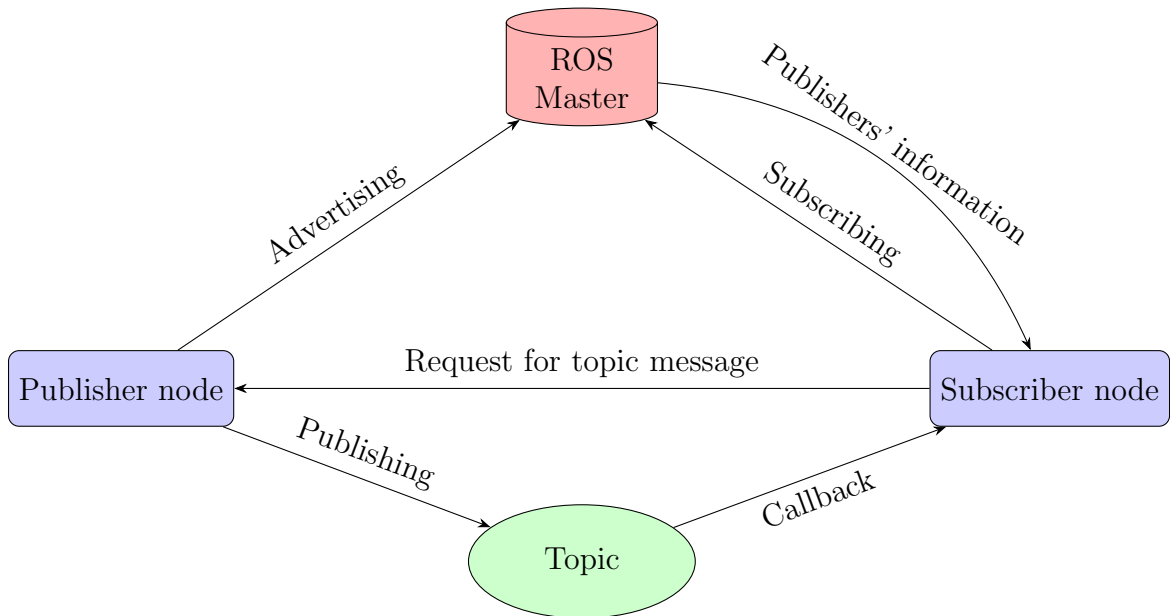 ROS
Master
Publishers' information
Advertising
Subscribing
Request for topic message
Publisher node
Subscriber node
Publishing
Callback
Topic